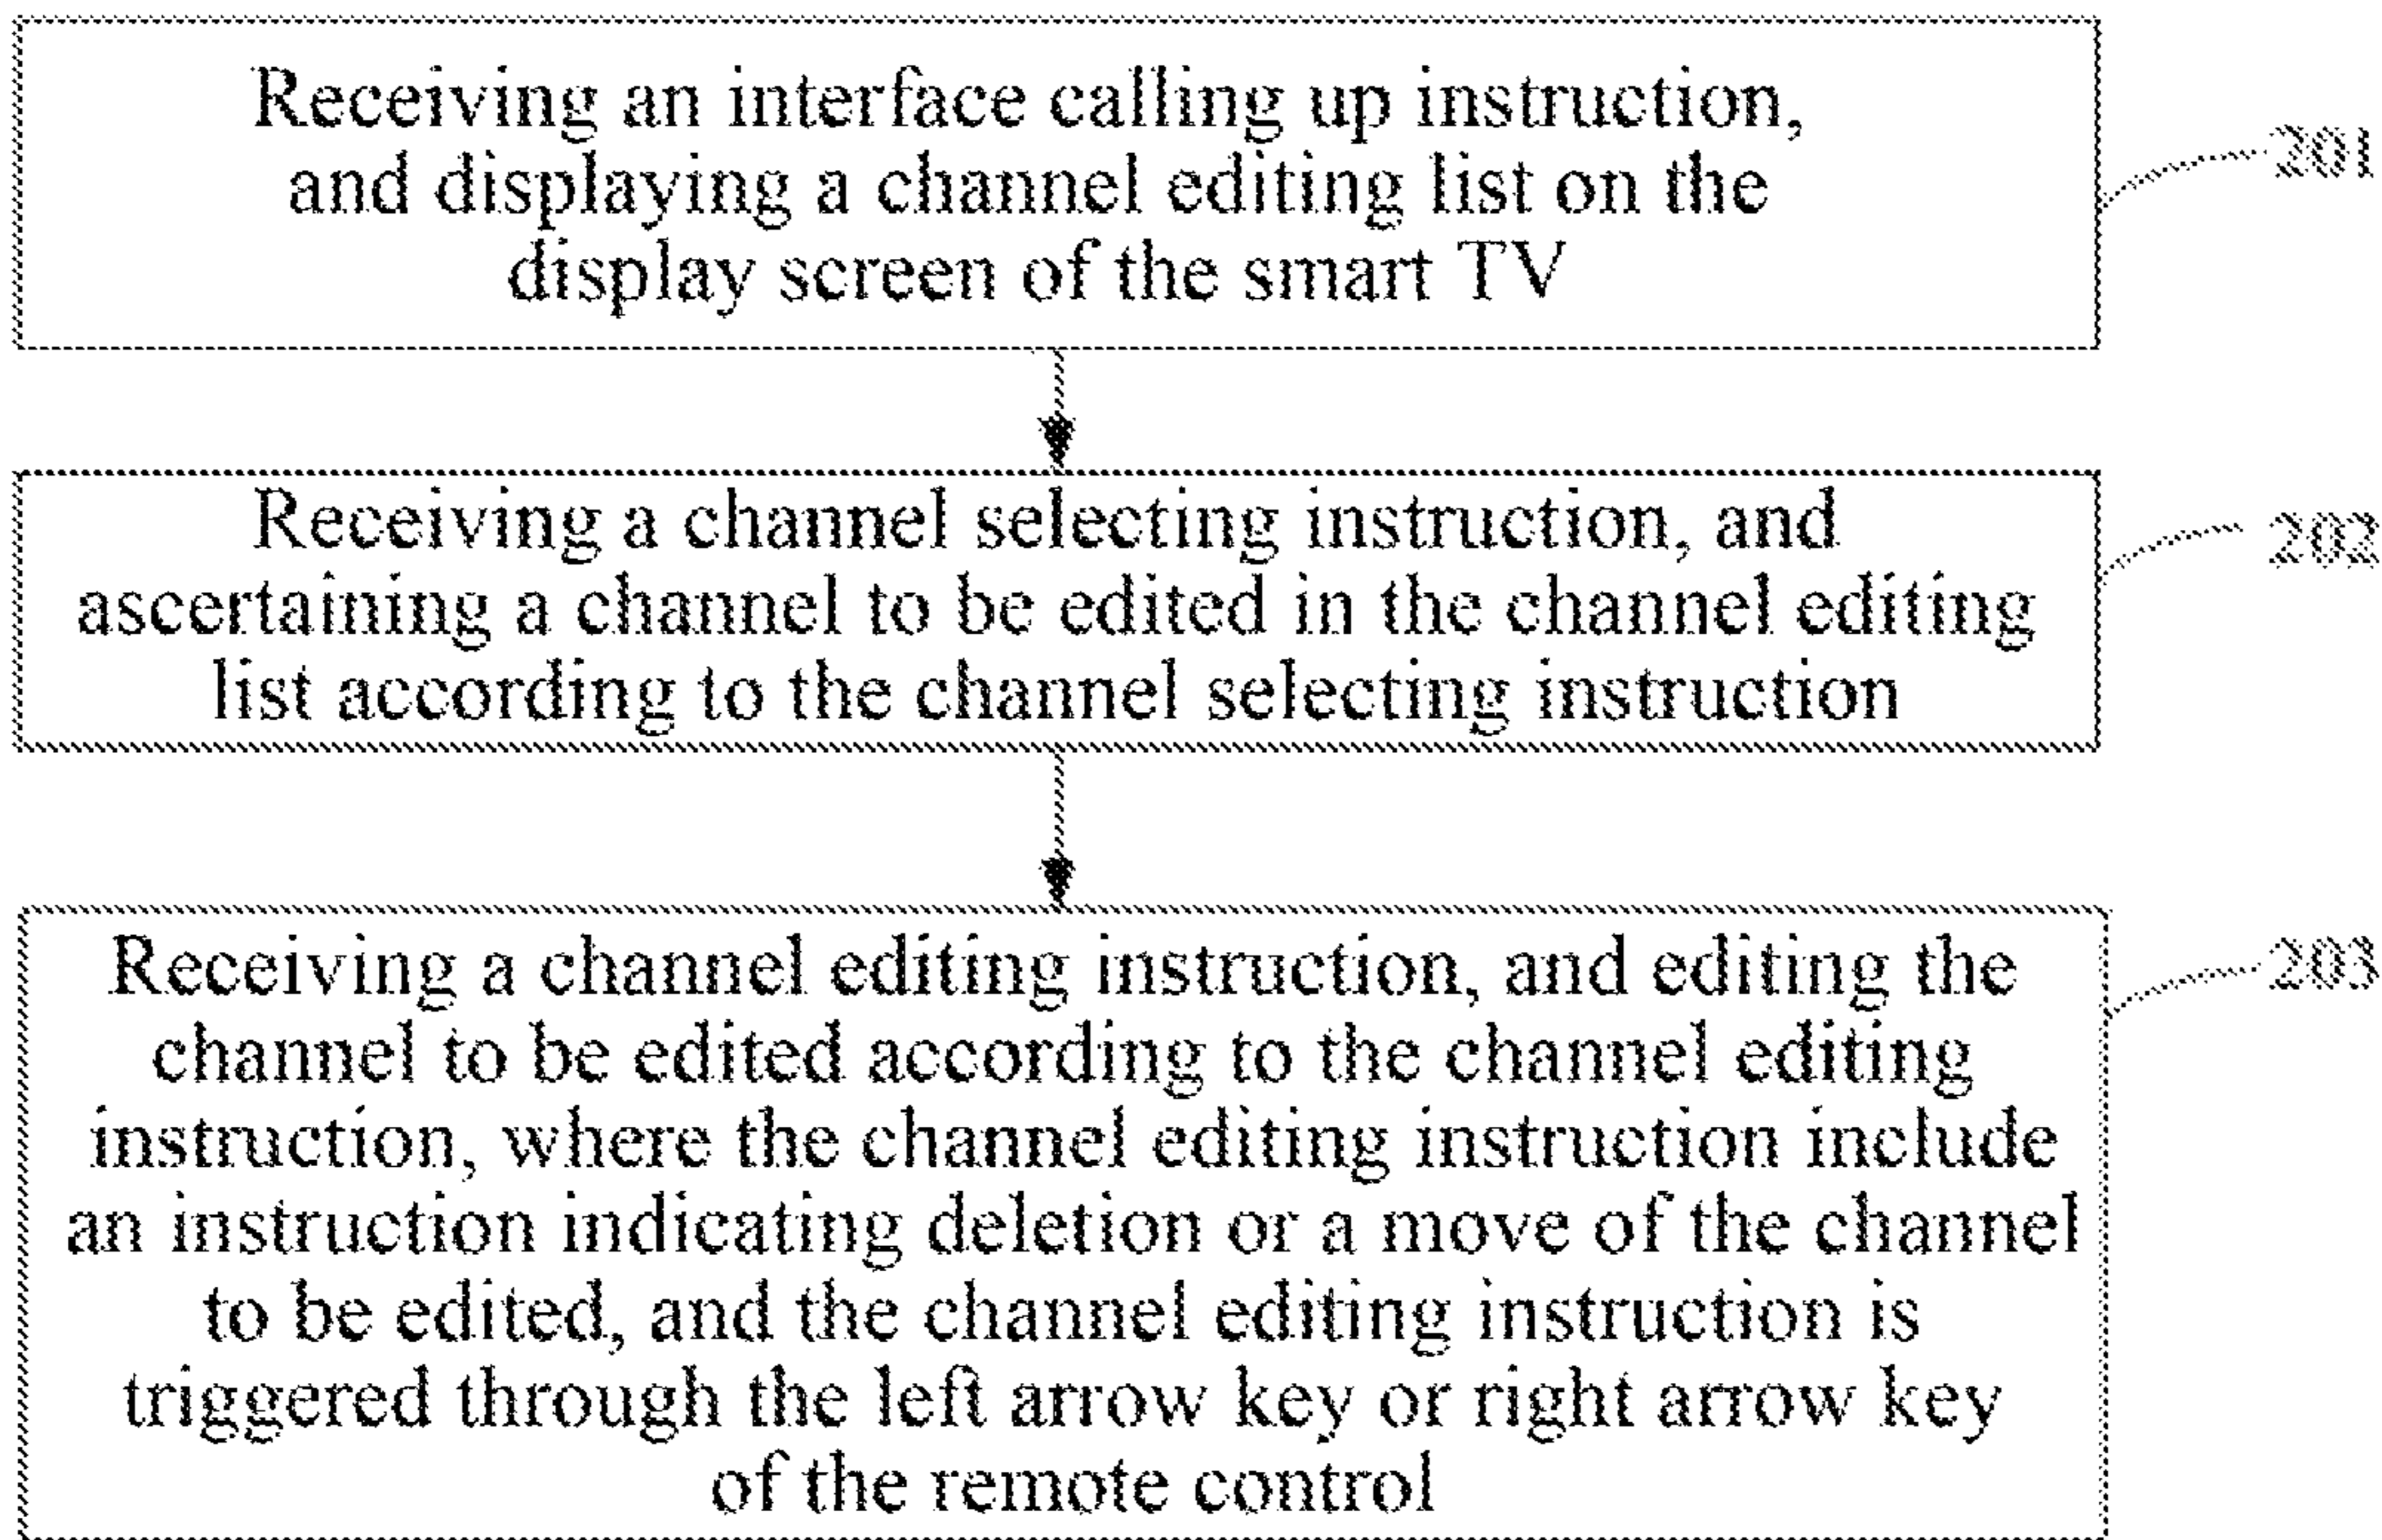 Receiving an interface calling up instruction,
and displaying a channel editing list on the
display screen of the smart TV
201
Receiving a channel selecting instruction, and
ascertaining a channel to be edited in the channel editing
list according to the channel selecting instruction
202
Receiving a channel editing instruction, and editing the
channel to be edited according to the channel editing
instruction, where the channel editing instruction include
an instruction indicating deletion or a move of the channel
to be edited, and the channel editing instruction is
triggered through the left arrow key or right arrow key
of the remote control
203